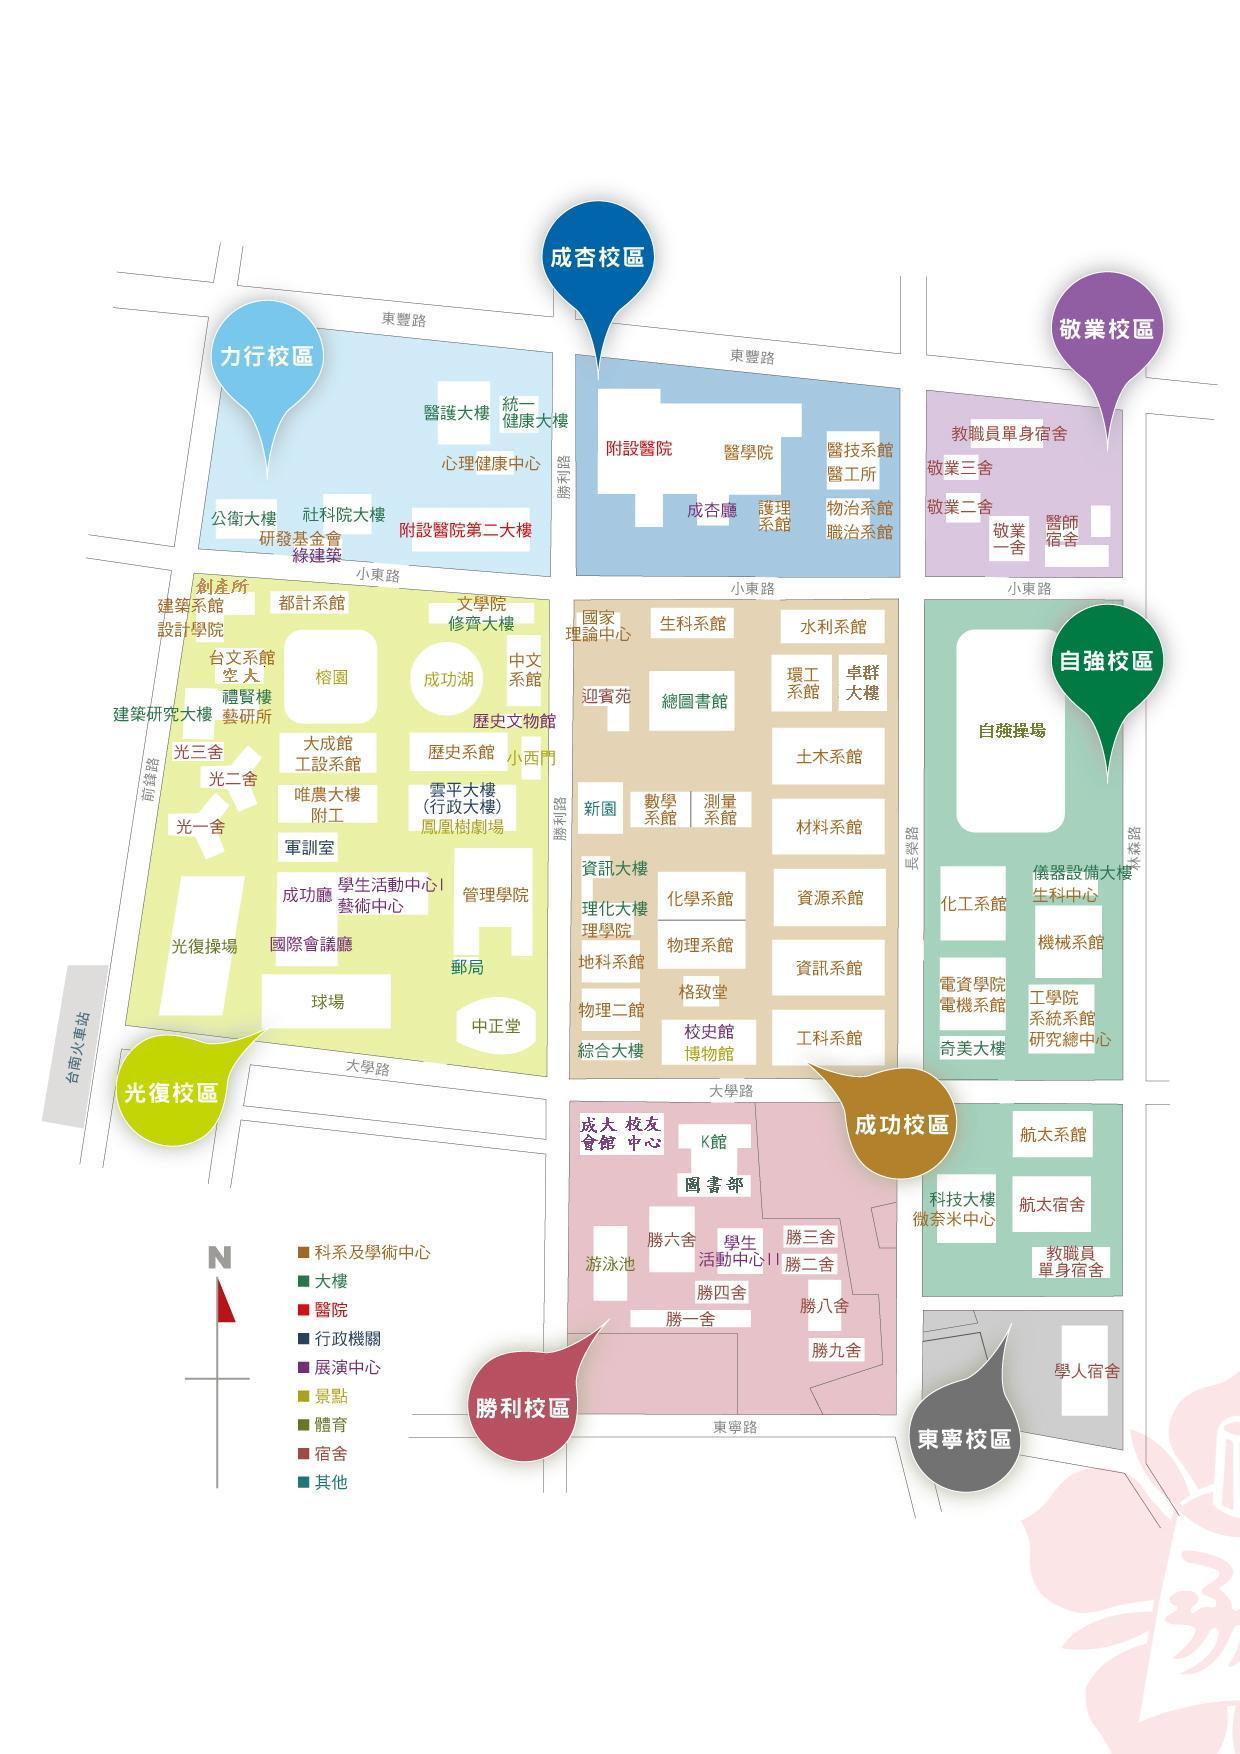 成杏校區
敬業校區
力行校區
東豐路
東豐路
醫護大樓
統一
健康大樓
心理健康中心
公衛大樓
社科院大樓
研發基金會
綠建築
附設醫院第二大樓
勝利路
附設醫院
醫學院
醫技系館
醫工所
成杏廳
護理
系館
物治系館
職治系館
教職員單身宿舍
敬業三舍
敬業二舍
敬業
一舍
醫師
宿舍
小東路
小東路
小東路
創產所
建築系館
設計學院
都計系館
文學院
修齊大樓
台文系館
空大
榕園
成功湖
中文
系館
禮賢樓
藝研所
建築研究大樓
歷史文物館
光三舍
大成館
工設系館
歷史系館
小西門
光二舍
唯農大樓
附工
雲平大樓
(行政大樓)
鳳凰樹劇場
光一舍
軍訓室
成功廳
學生活動中心I
藝術中心
管理學院
光復操場
國際會議廳
郵局
球場
中正堂
前鋒路
台南火車站
光復校區
大學路
勝利路
國家
理論中心
生科系館
水利系館
迎賓苑
總圖書館
環工
系館
卓群
大樓
土木系館
新園
數學
系館
測量
系館
材料系館
資訊大樓
理化大樓
理學院
化學系館
資源系館
地科系館
物理系館
資訊系館
物理二館
格致堂
綜合大樓
校史館
博物館
工科系館
大學路
成功校區
長榮路
自強校區
自強操場
林森路
儀器設備大樓
生科中心
化工系館
機械系館
電資學院
電機系館
工學院
系統系館
研究總中心
奇美大樓
航太系館
科技大樓
微奈米中心
航太宿舍
教職員
單身宿舍
成大 校友
會館 中心
K館
圖書部
游泳池
勝六舍
學生
活動中心II
勝三舍
勝二舍
勝四舍
勝一舍
勝八舍
勝九舍
勝利校區
東寧路
東寧校區
學人宿舍
N
科系及學術中心
大樓
醫院
行政機關
展演中心
景點
體育
宿舍
其他